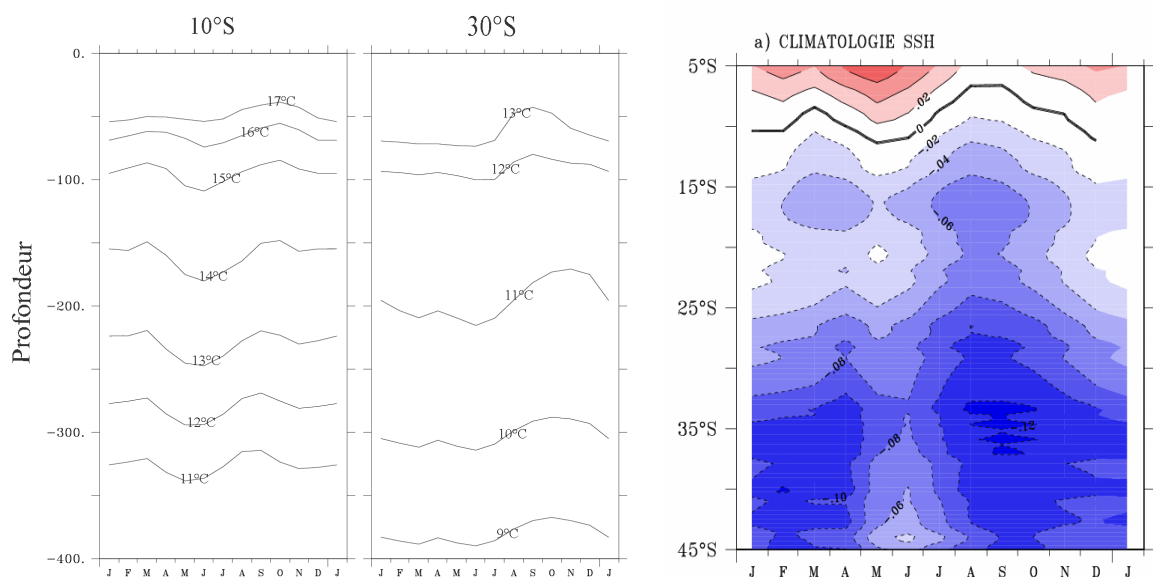 10°S
30°S
a) CLIMATOLOGIE SSH
Profondeur
0.
−100.
−200.
−300.
−400.
17°C
16°C
15°C
14°C
13°C
12°C
11°C
J F M A M J J A S O N D J
13°C
12°C
11°C
10°C
9°C
J F M A M J J A S O N D J
5°S
15°S
25°S
35°S
45°S
.02
0
-.02
-.04
-.06
-.08
-.12
-.08
-.10
-.06
J F M A M J J A S O N D J